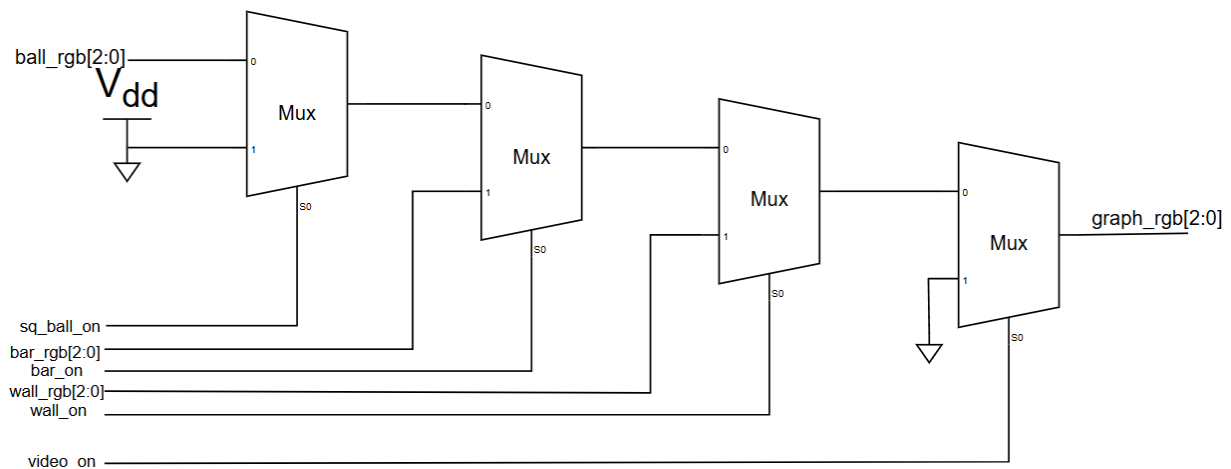 ball_rgb[2:0]
Vdd
0
1
Mux
S0
0
1
Mux
S0
0
1
Mux
S0
0
1
Mux
S0
graph_rgb[2:0]
sq_ball_on
bar_rgb[2:0]
bar_on
wall_rgb[2:0]
wall_on
video_on